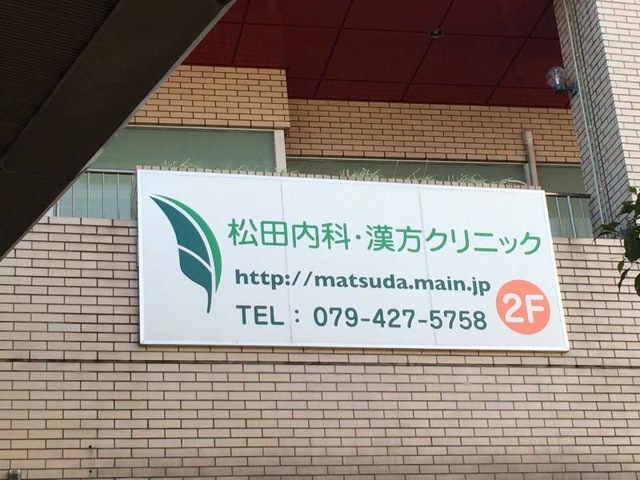 松田内科・漢方クリニック
http://matsuda.main.jp
TEL : 079-427-5758
2F